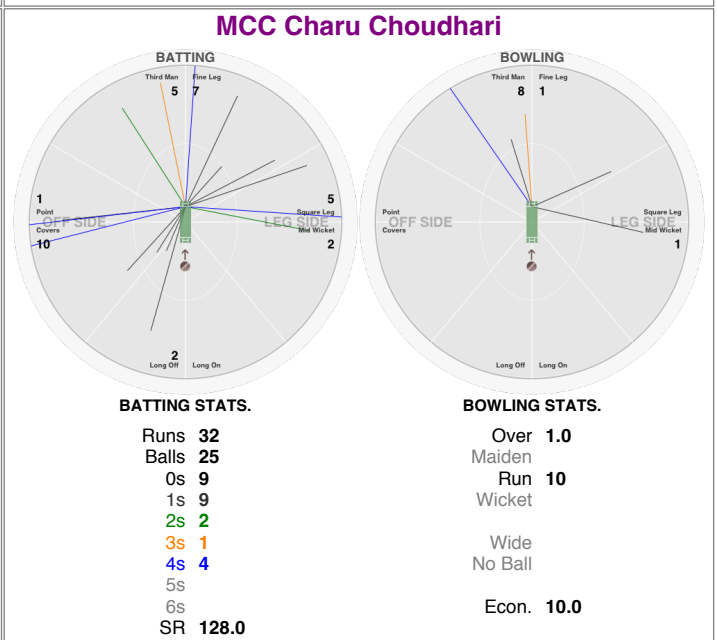 MCC Charu Choudhari
BATTING
Third Man
Fine Leg
5
7
1
Point
OFF SIDE
Covers
10
5
Square Leg
LEG SIDE
Mid Wicket
2
2
Long Off
Long On
BOWLING
Third Man
Fine Leg
8
1
Point
OFF SIDE
Covers
Square Leg
LEG SIDE
Mid Wicket
1
Long Off
Long On
BATTING STATS.
Runs 32
Balls 25
0s 9
1s 9
2s 2
3s 1
4s 4
5s
6s
SR 128.0
BOWLING STATS.
Over 1.0
Maiden
Run 10
Wicket
Wide
No Ball
Econ. 10.0